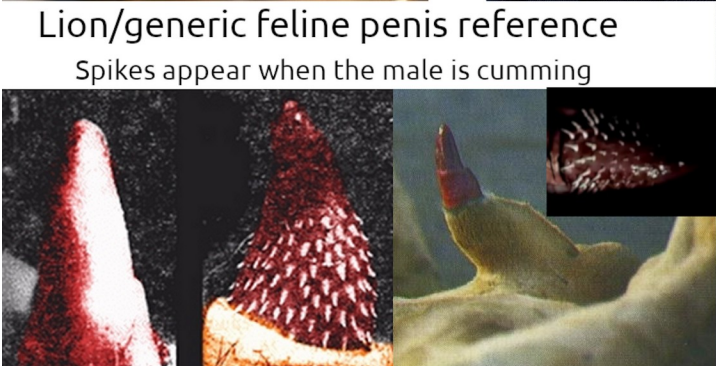 Lion/generic feline penis reference
Spikes appear when the male is cumming